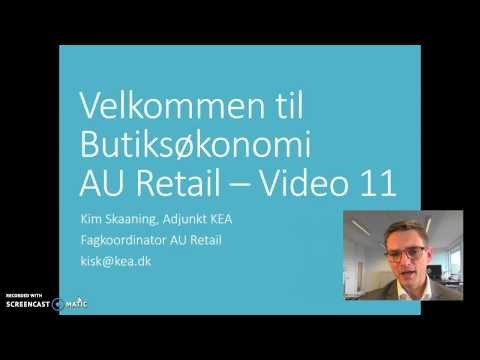 Velkommen til
Butiksøkonomi
AU Retail – Video 11
Kim Skaaning, Adjunkt KEA
Fagkoordinator AU Retail
kisk@kea.dk
RECORDED WITH
SCREENCAST MATIC